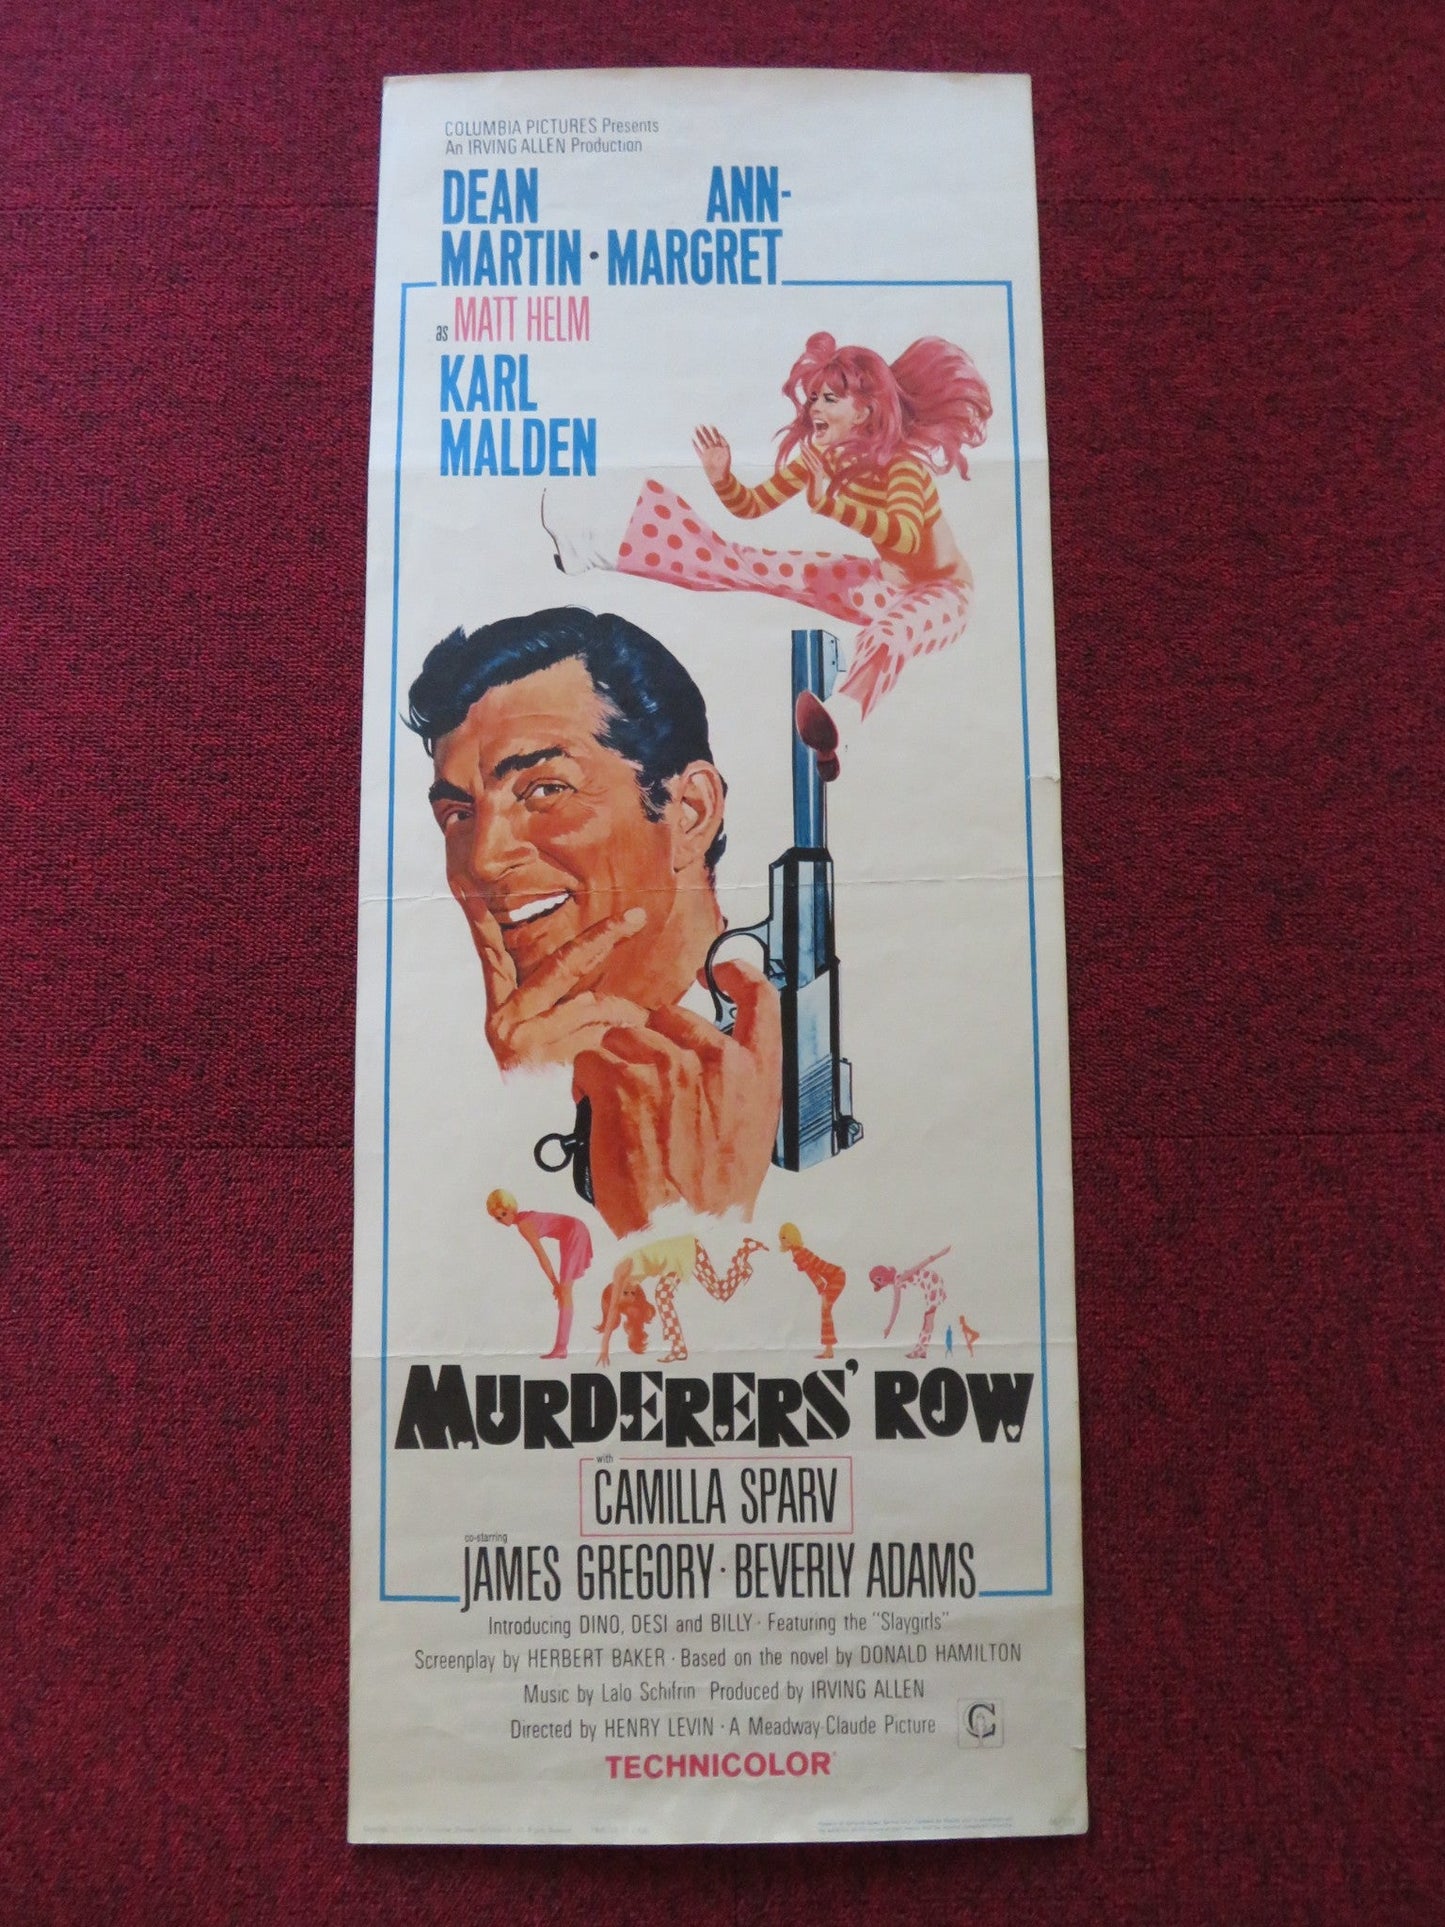 COLUMBIA PICTURES Presents
An IRVING ALLEN Production
DEAN ANN-
MARTIN · MARGRET
as MATT HELM
KARL
MALDEN
MURDERERS' ROW
with
CAMILLA SPARV
co-starring
JAMES GREGORY · BEVERLY ADAMS
Introducing DINO, DESI and BILLY · Featuring the "Slaygirls"
Screenplay by HERBERT BAKER · Based on the novel by DONALD HAMILTON
Music by Lalo Schifrin Produced by IRVING ALLEN
Directed by HENRY LEVIN · A Meadway-Claude Picture
C
TECHNICOLOR